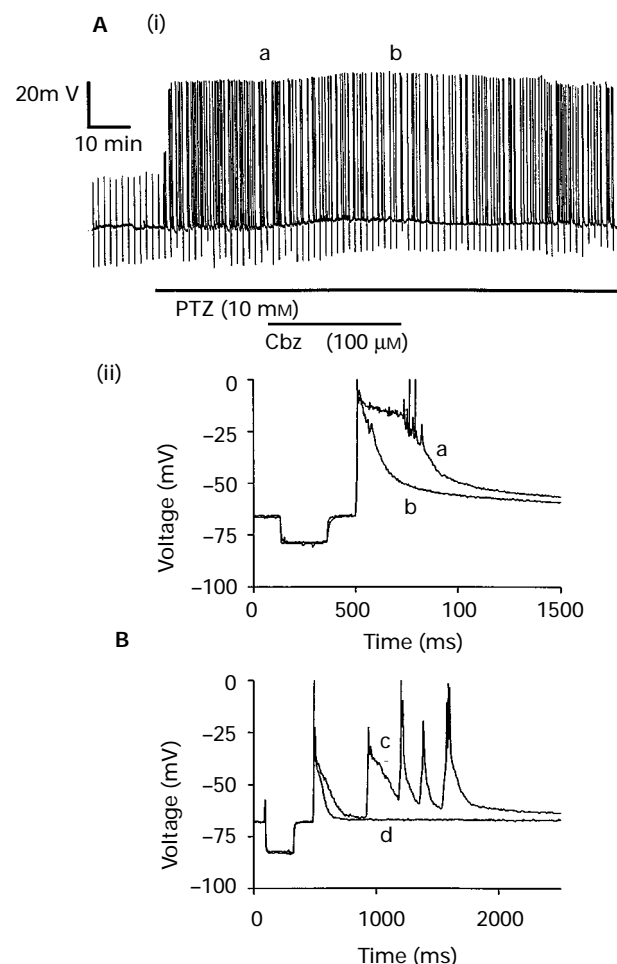 A (i)
a b
20m V
10 min
PTZ (10 mM)
Cbz (100 µM)
(ii)
0
−25
−50
−75
−100
Voltage (mV)
a
b
0 500 100 1500
Time (ms)
B
0
−25
−50
−75
−100
Voltage (mV)
c
d
0 1000 2000
Time (ms)